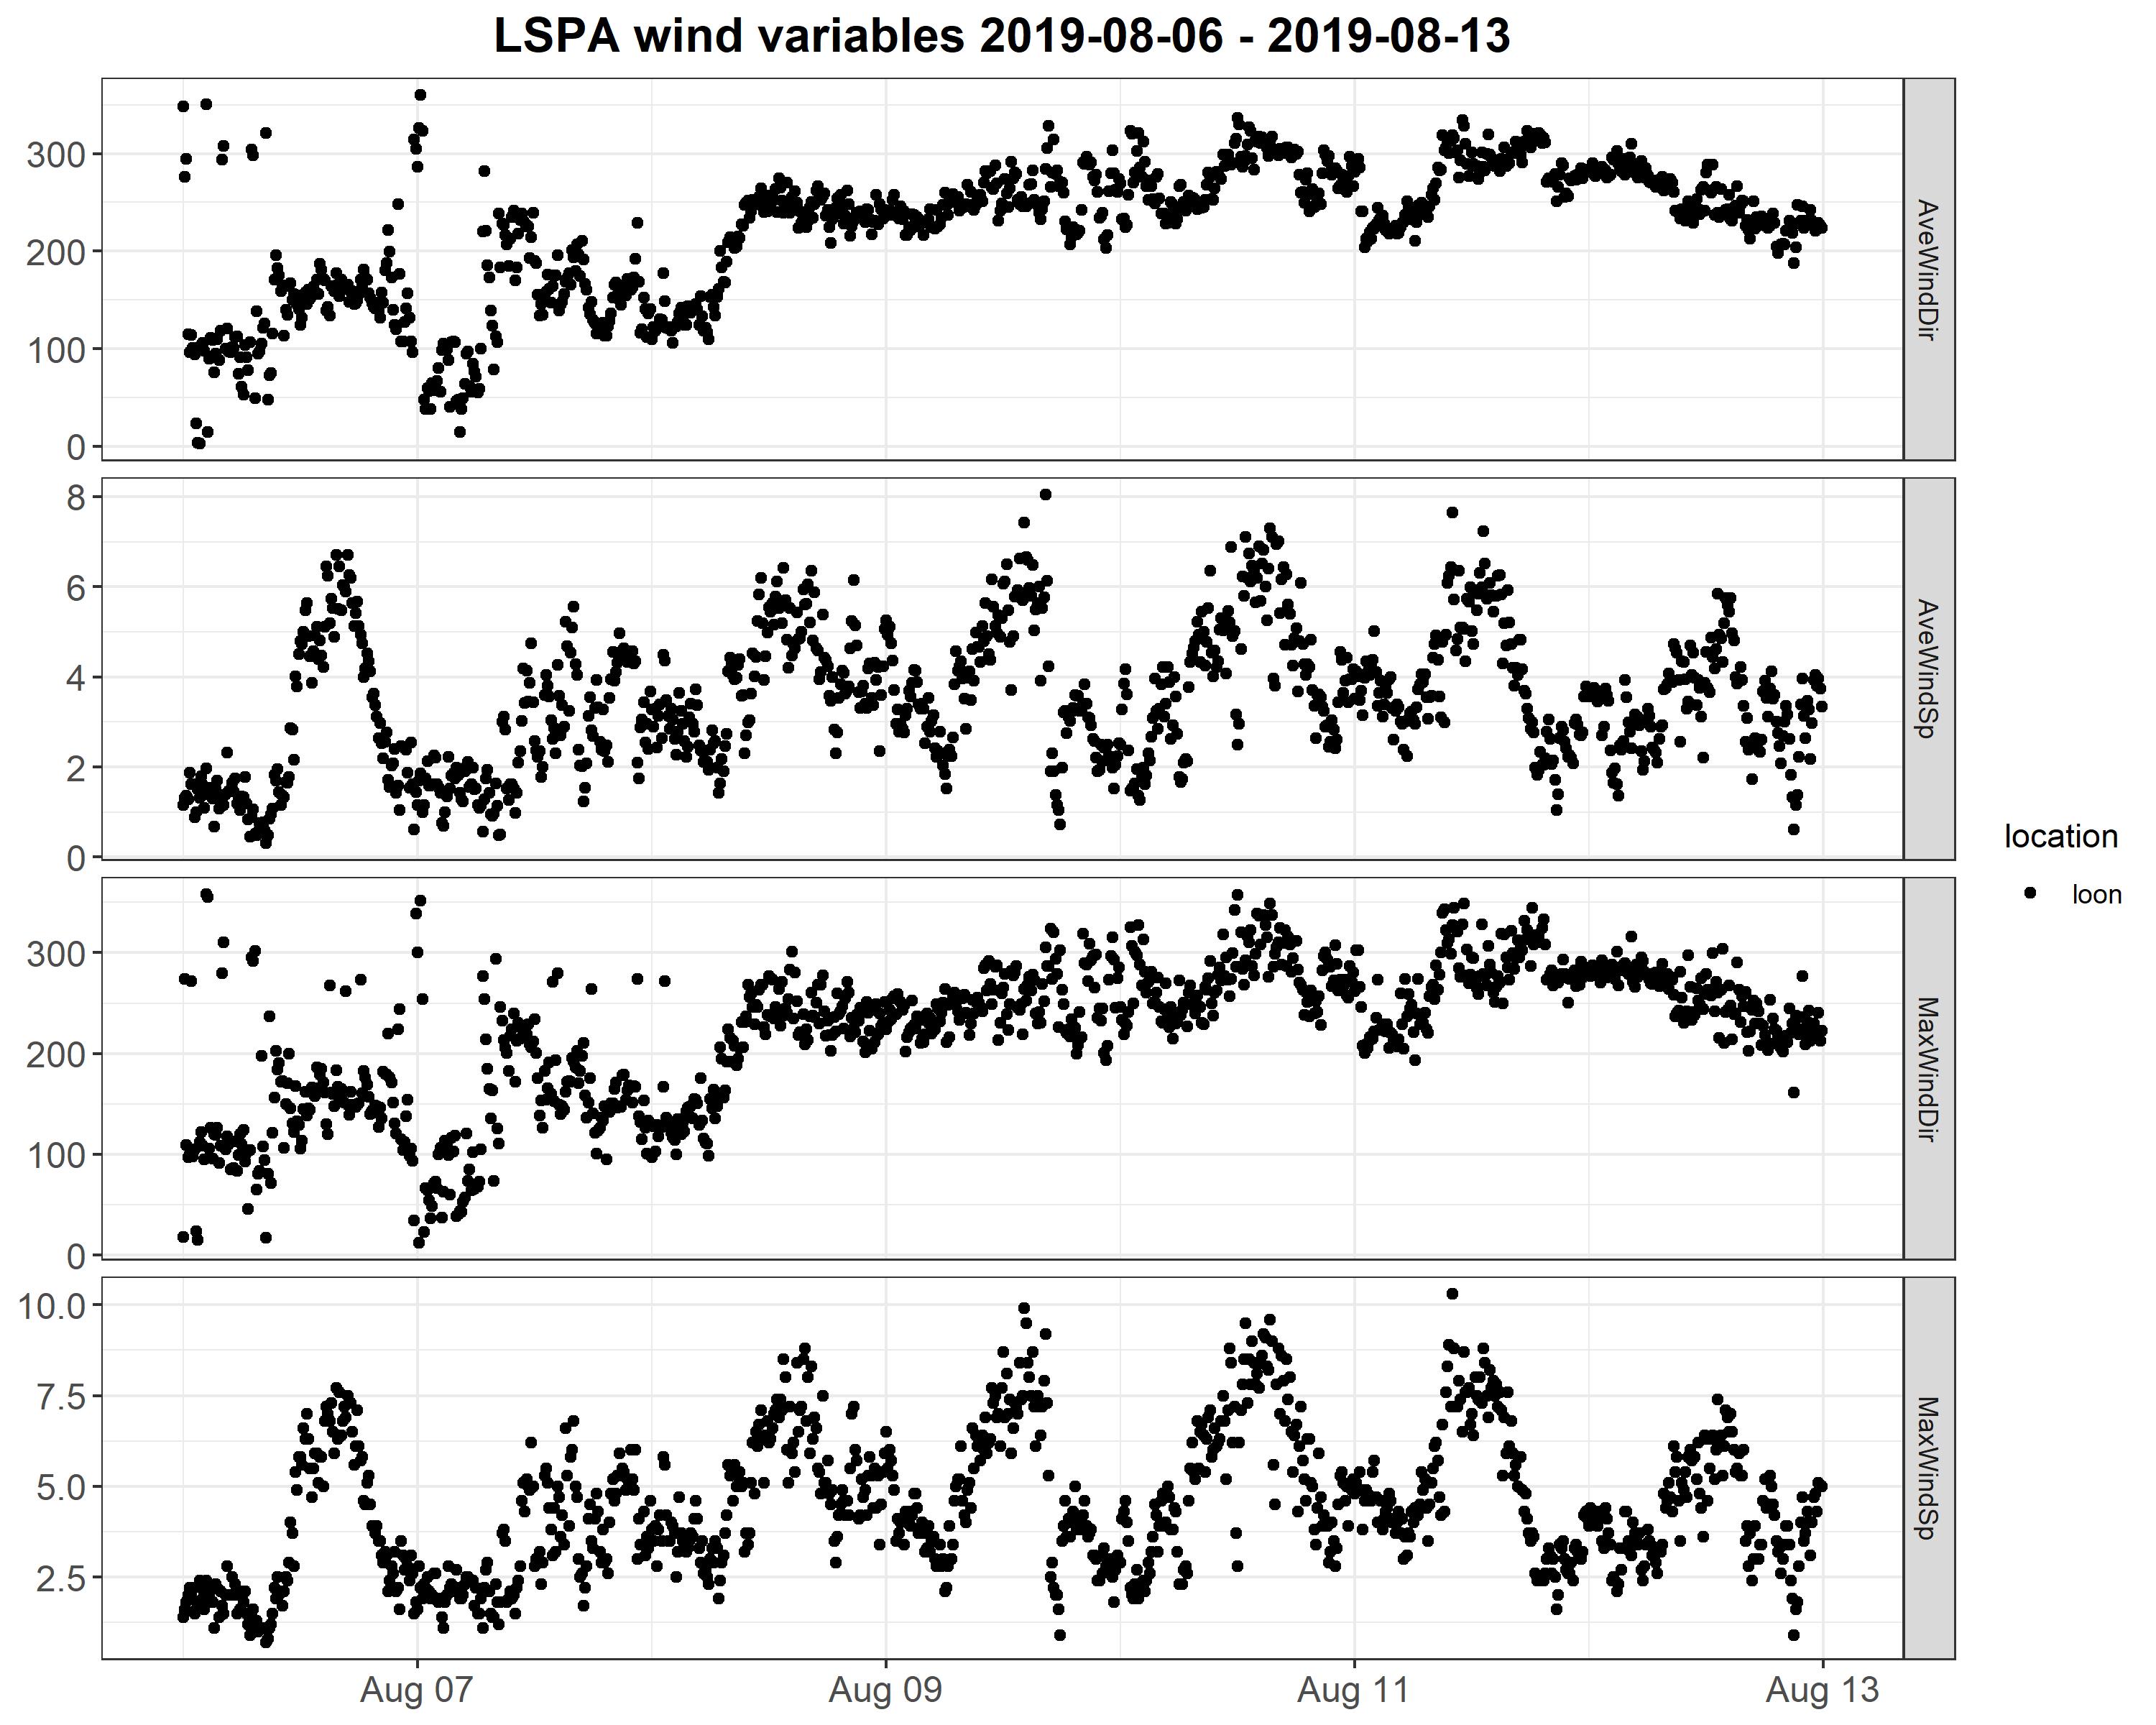 LSPA wind variables 2019-08-06 - 2019-08-13
300
200
100
0
AveWindDir
8
6
4
2
0
AveWindSp
300
200
100
0
MaxWindDir
10.0
7.5
5.0
2.5
MaxWindSp
Aug 07 Aug 09 Aug 11 Aug 13
location
loon